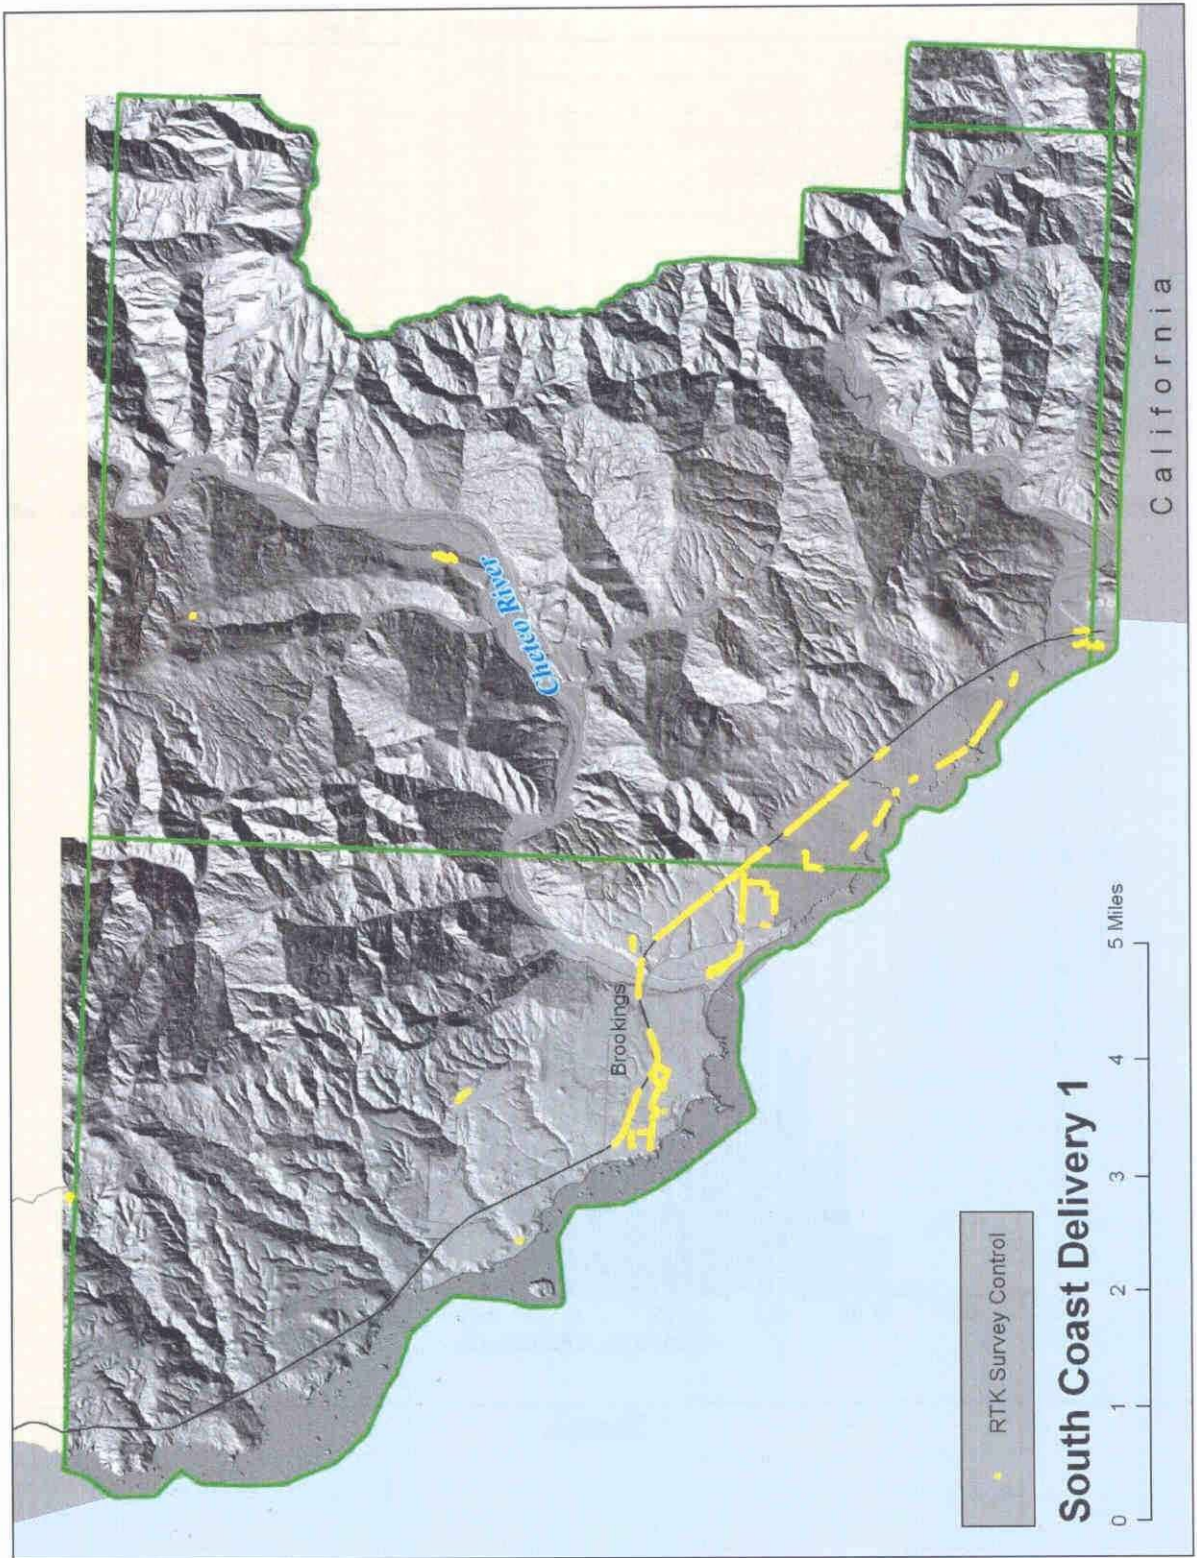 Chetco River
Brookings
California
RTK Survey Control
South Coast Delivery 1
0 1 2 3 4 5 Miles